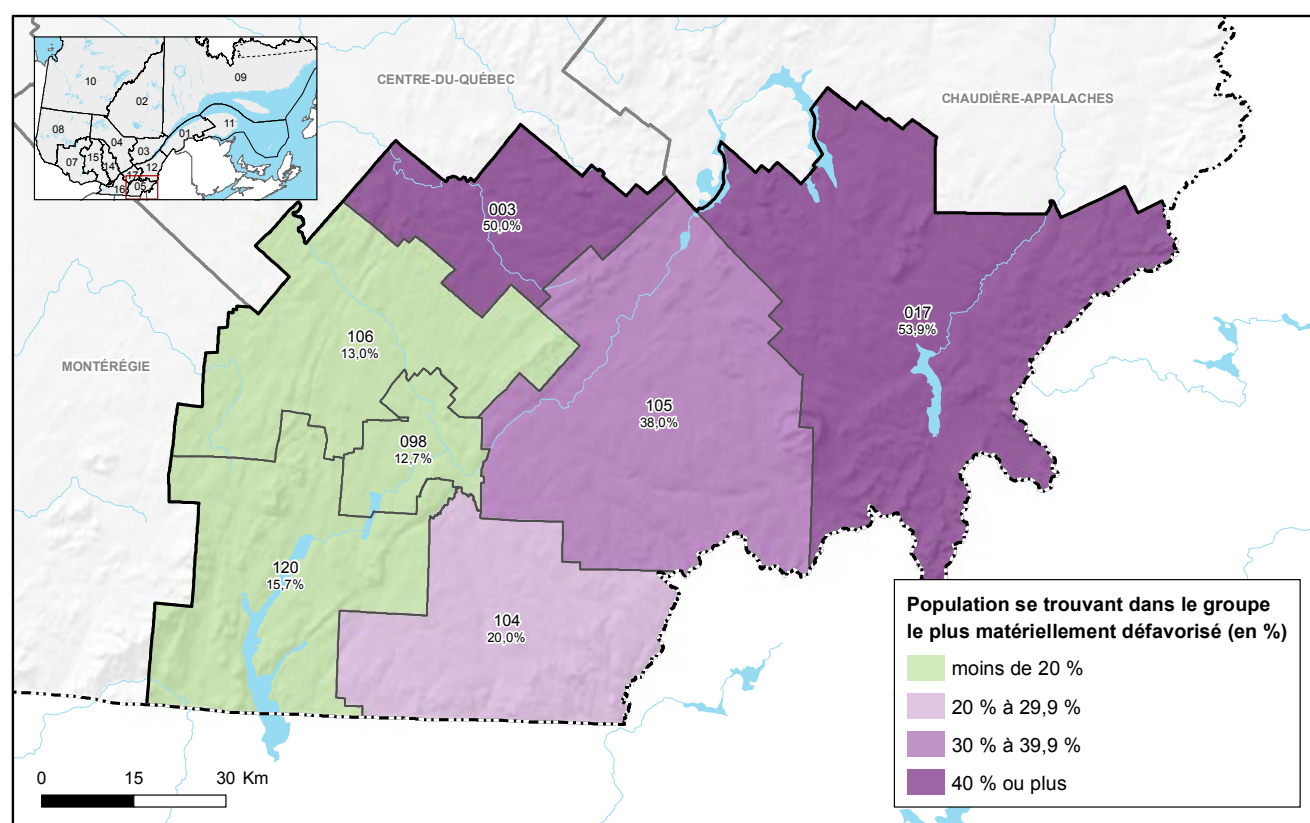 10
09
02
08
01
11
04
07
15
03
14
12
17
16
05
CENTRE-DU-QUÉBEC
CHAUDIÈRE-APPALACHES
MONTÉRÉGIE
003
50,0%
017
53,9%
106
13,0%
105
38,0%
098
12,7%
120
15,7%
104
20,0%
Population se trouvant dans le groupe
le plus matériellement défavorisé (en %)
moins de 20 %
20 % à 29,9 %
30 % à 39,9 %
40 % ou plus
0 15 30 Km